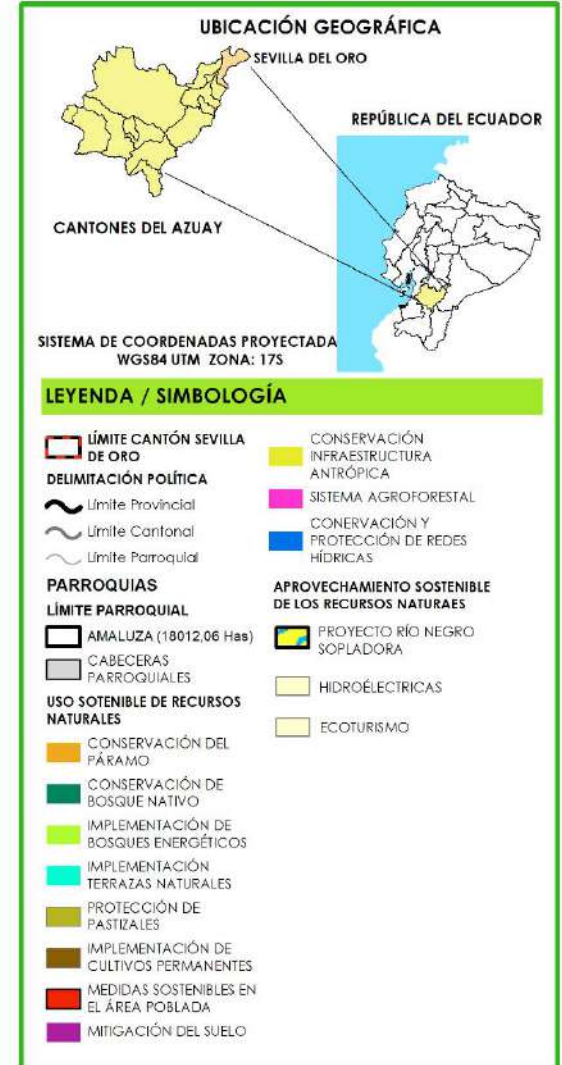 UBICACIÓN GEOGRÁFICA
SEVILLA DEL ORO
REPÚBLICA DEL ECUADOR
CANTONES DEL AZUAY
SISTEMA DE COORDENADAS PROYECTADA
WGS84 UTM ZONA: 17S
LEYENDA / SIMBOLOGÍA
LÍMITE CANTÓN SEVILLA
DE ORO
DELIMITACIÓN POLÍTICA
Límite Provincial
Límite Cantonal
Límite Parroquial
PARROQUIAS
LÍMITE PARROQUIAL
AMALUZA (18012,06 Has)
CABECERAS
PARROQUIALES
USO SOTENIBLE DE RECURSOS
NATURALES
CONSERVACIÓN DEL
PÁRAMO
CONSERVACIÓN DE
BOSQUE NATIVO
IMPLEMENTACIÓN DE
BOSQUES ENERGÉTICOS
IMPLEMENTACIÓN
TERRAZAS NATURALES
PROTECCIÓN DE
PASTIZALES
IMPLEMENTACIÓN DE
CULTIVOS PERMANENTES
MEDIDAS SOSTENIBLES EN
EL ÁREA POBLADA
MITIGACIÓN DEL SUELO
CONSERVACIÓN
INFRAESTRUCTURA
ANTRÓPICA
SISTEMA AGROFORESTAL
CONERVACIÓN Y
PROTECCIÓN DE REDES
HÍDRICAS
APROVECHAMIENTO SOSTENIBLE
DE LOS RECURSOS NATURAES
PROYECTO RÍO NEGRO
SOPLADORA
HIDROÉLECTRICAS
ECOTURISMO